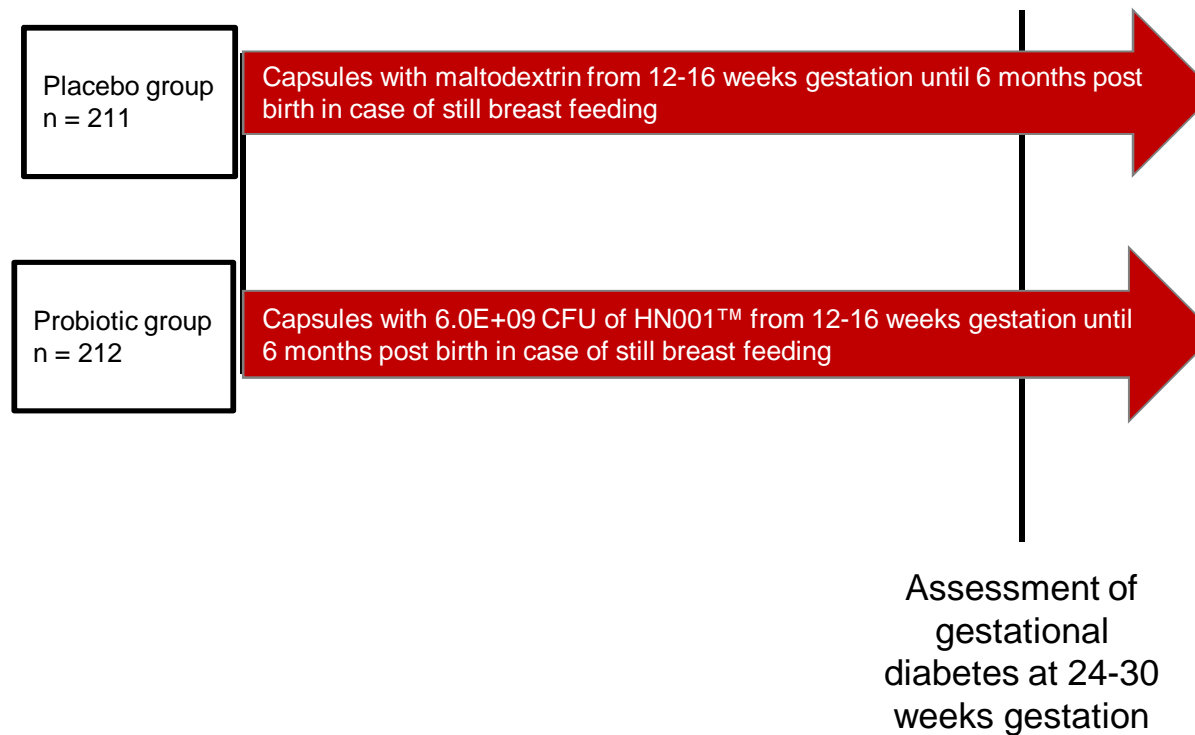 Placebo group
n = 211
Capsules with maltodextrin from 12-16 weeks gestation until 6 months post
birth in case of still breast feeding
Probiotic group
n = 212
Capsules with 6.0E+09 CFU of HN001™ from 12-16 weeks gestation until
6 months post birth in case of still breast feeding
Assessment of
gestational
diabetes at 24-30
weeks gestation